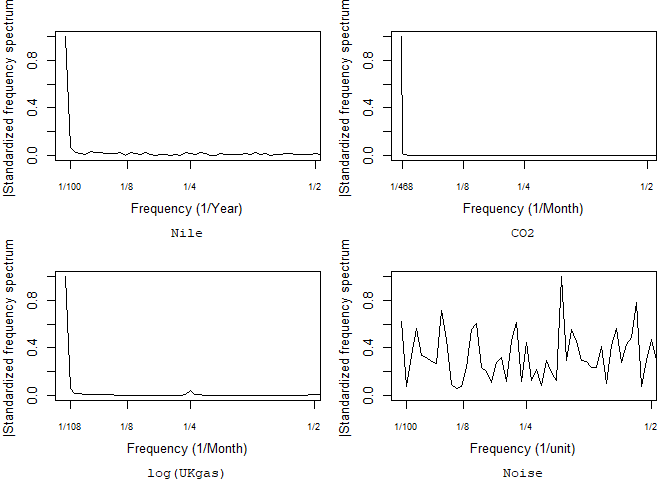 |Standardized frequency spectrum
0.8
0.4
0.0
1/100
1/8
1/4
1/2
Frequency (1/Year)
Nile
|Standardized frequency spectrum
0.8
0.4
0.0
1/468
1/8
1/4
1/2
Frequency (1/Month)
CO2
|Standardized frequency spectrum
0.8
0.4
0.0
1/108
1/8
1/4
1/2
Frequency (1/Month)
log(UKgas)
|Standardized frequency spectrum
0.8
0.4
0.0
1/100
1/8
1/4
1/2
Frequency (1/unit)
Noise